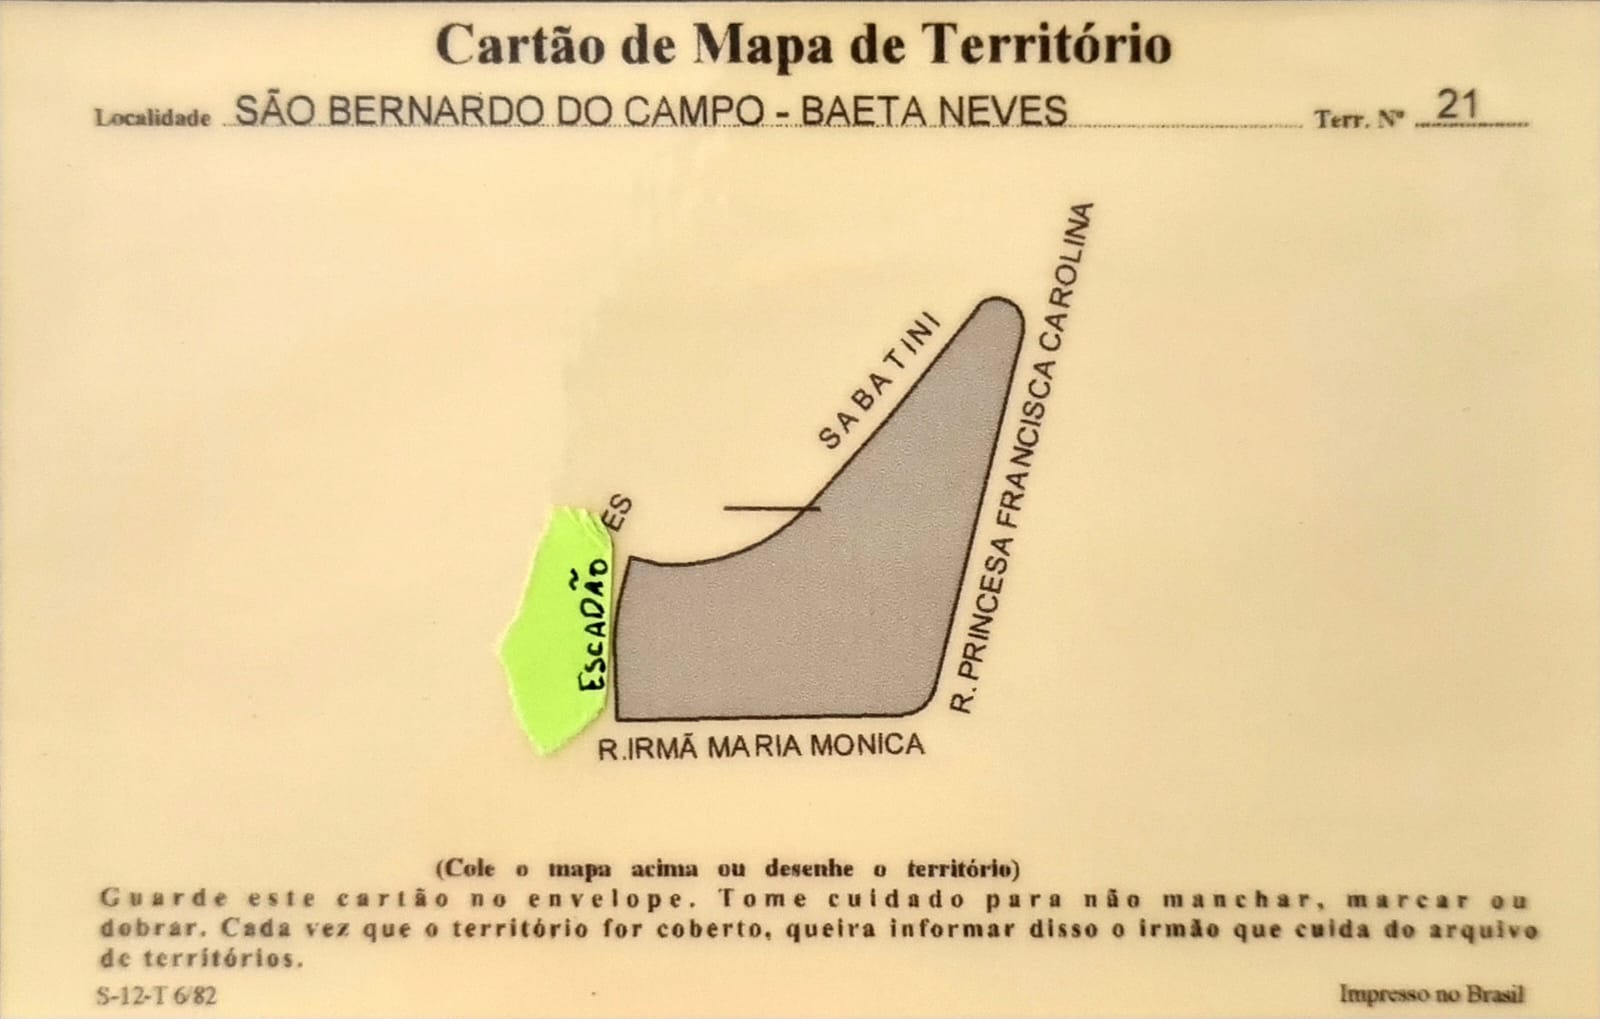 Cartão de Mapa de Território
Localidade SÃO BERNARDO DO CAMPO - BAETA NEVES Terr. Nº 21
R. PRINCESA FRANCISCA CAROLINA
SABATINI
ES
ESCADÃO
R.IRMÃ MARIA MONICA
(Cole o mapa acima ou desenhe o território)
Guarde este cartão no envelope. Tome cuidado para não manchar, marcar ou
dobrar. Cada vez que o território for coberto, queira informar disso o irmão que cuida do arquivo
de territórios.
S-12-T 6/82 Impresso no Brasil